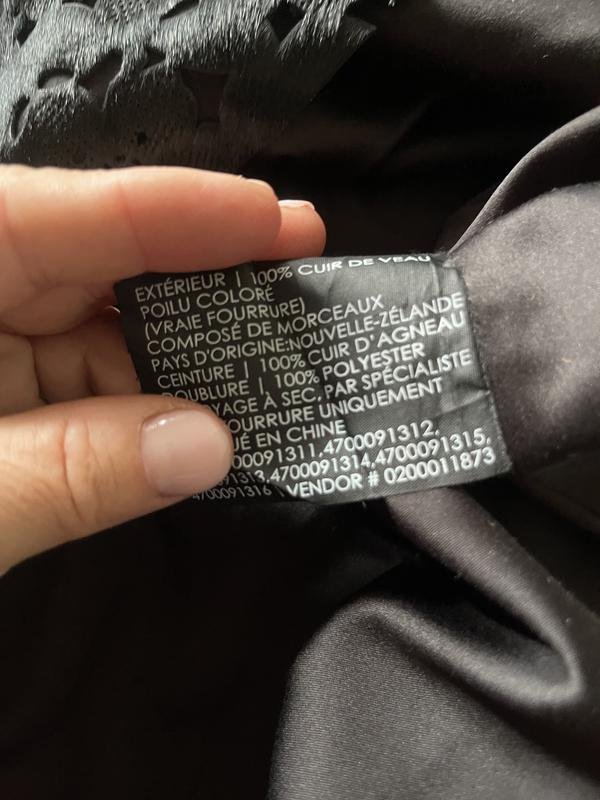 EXTÉRIEUR | 100% CUIR DE VEAU
POILU COLORÉ
(VRAIE FOURRURE)
COMPOSÉ DE MORCEAUX
PAYS D'ORIGINE:NOUVELLE-ZÉLANDE
CEINTURE | 100% CUIR D'AGNEAU
DOUBLURE | 100% POLYESTER
À SEC, PAR SPÉCIALISTE
FOURRURE UNIQUEMENT
EN CHINE
4700091312,
4700091314,4700091315,
4700091316 VENDOR # 0200011873